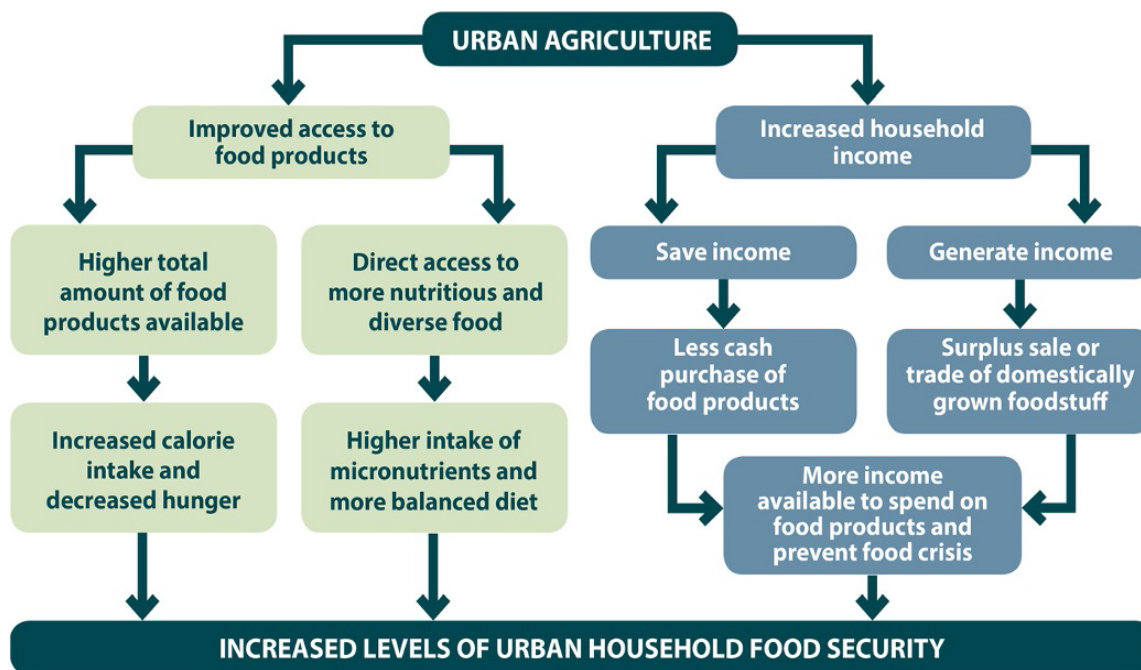 URBAN AGRICULTURE
Improved access to
food products
Increased household
income
Higher total
amount of food
products available
Direct access to
more nutritious and
diverse food
Save income
Generate income
Less cash
purchase of
food products
Surplus sale or
trade of domestically
grown foodstuff
Increased calorie
intake and
decreased hunger
Higher intake of
micronutrients and
more balanced diet
More income
available to spend on
food products and
prevent food crisis
INCREASED LEVELS OF URBAN HOUSEHOLD FOOD SECURITY